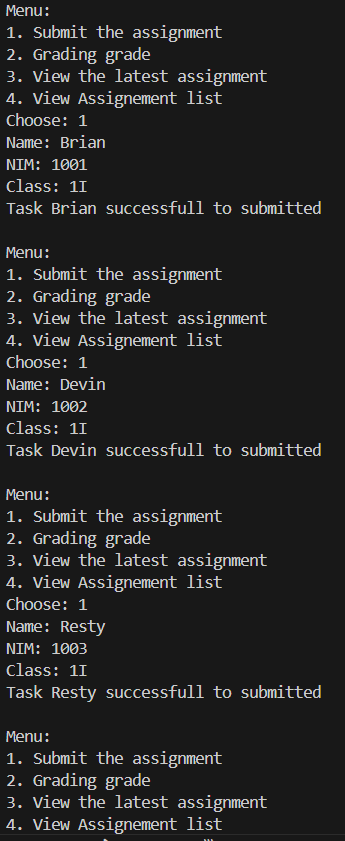 Menu:
1. Submit the assignment
2. Grading grade
3. View the latest assignment
4. View Assignement list
Choose: 1
Name: Brian
NIM: 1001
Class: 1I
Task Brian successfull to submitted
Menu:
1. Submit the assignment
2. Grading grade
3. View the latest assignment
4. View Assignement list
Choose: 1
Name: Devin
NIM: 1002
Class: 1I
Task Devin successfull to submitted
Menu:
1. Submit the assignment
2. Grading grade
3. View the latest assignment
4. View Assignement list
Choose: 1
Name: Resty
NIM: 1003
Class: 1I
Task Resty successfull to submitted
Menu:
1. Submit the assignment
2. Grading grade
3. View the latest assignment
4. View Assignement list